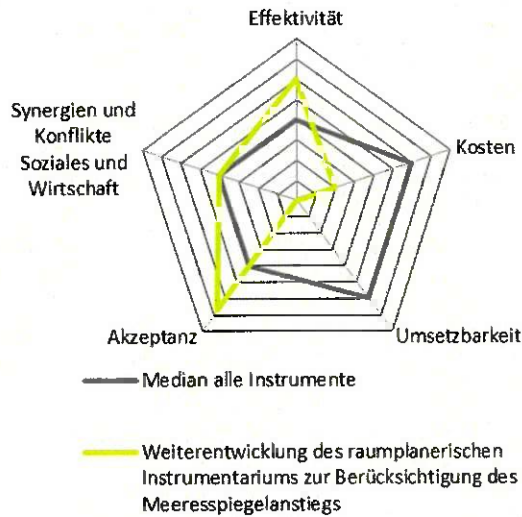 Effektivität
Synergien und
Konflikte
Soziales und
Wirtschaft
Kosten
Akzeptanz
Umsetzbarkeit
Median alle Instrumente
Weiterentwicklung des raumplanerischen
Instrumentariums zur Berücksichtigung des
Meeresspiegelanstiegs